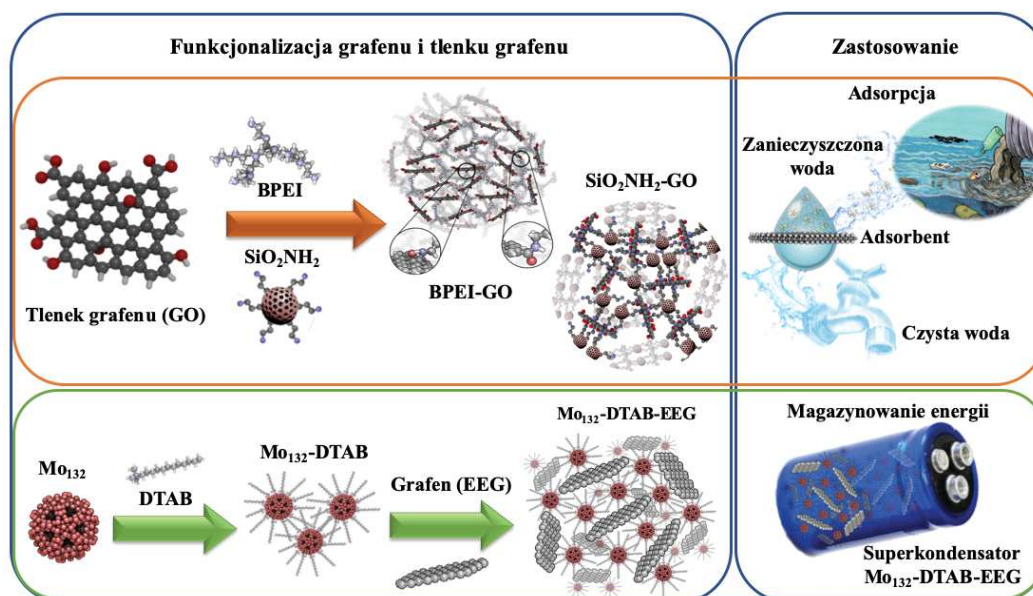 Funkcjonalizacja grafenu i tlenku grafenu
Zastosowanie
BPEI
SiO₂NH₂
Tlenek grafenu (GO)
BPEI-GO
SiO₂NH₂-GO
Adsorpcja
Zanieczyszczona
woda
Adsorbent
Czysta woda
Mo₁₃₂
DTAB
Mo₁₃₂-DTAB
Grafen (EEG)
Mo₁₃₂-DTAB-EEG
Magazynowanie energii
Superkondensator
Mo₁₃₂-DTAB-EEG